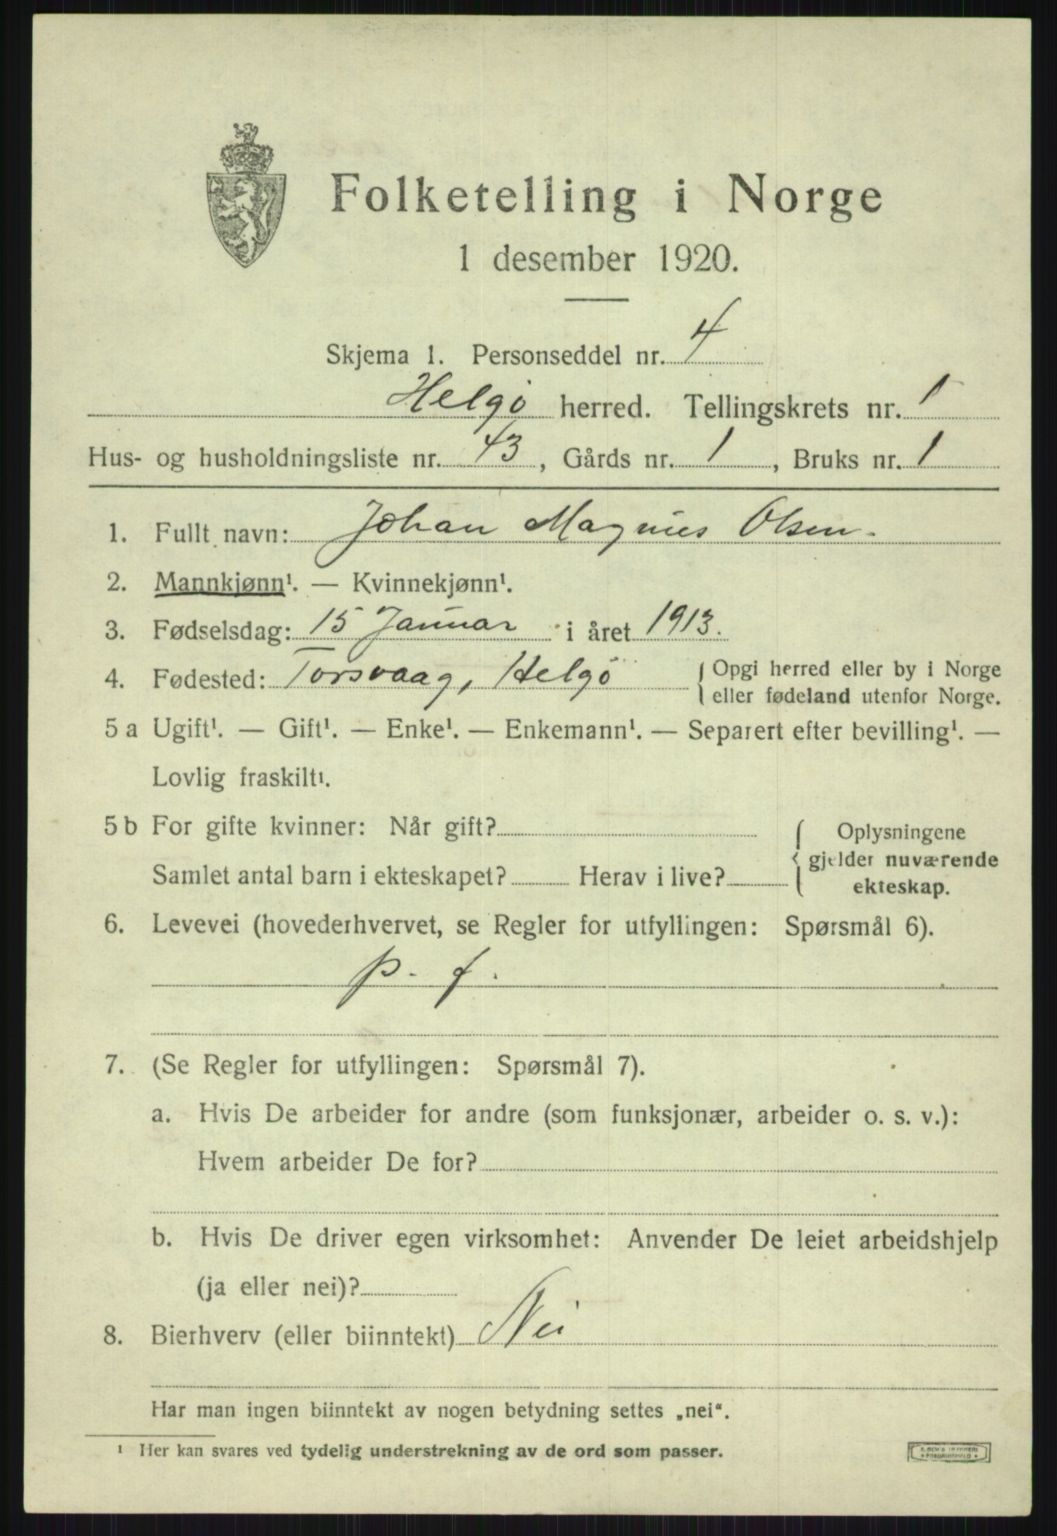 Folketelling i Norge
1 desember 1920.
Skjema 1. Personseddel nr. 4
Helgö herred. Tellingskrets nr. 1
Hus- og husholdningsliste nr. 43, Gårds nr. 1, Bruks nr. 1
1. Fullt navn: Johan Magnus Olsen.
2. Mannkjønn¹. — Kvinnekjønn¹.
3. Fødselsdag: 15 Januar i året 1913.
4. Fødested: Torsvaag, Helgö { Opgi herred eller by i Norge
eller fødeland utenfor Norge.
5 a Ugift¹. — Gift¹. — Enke¹. — Enkemann¹. — Separert efter bevilling¹. —
Lovlig fraskilt¹.
5 b For gifte kvinner: Når gift? { Oplysningene
gjelder nuværende
Samlet antal barn i ekteskapet? Herav i live?
ekteskap.
6. Levevei (hovederhvervet, se Regler for utfyllingen: Spørsmål 6).
p. f.
7. (Se Regler for utfyllingen: Spørsmål 7).
a. Hvis De arbeider for andre (som funksjonær, arbeider o. s. v.):
Hvem arbeider De for?
b. Hvis De driver egen virksomhet: Anvender De leiet arbeidshjelp
(ja eller nei)?
8. Bierhverv (eller biinntekt) Nei
Har man ingen biinntekt av nogen betydning settes „nei“.
¹ Her kan svares ved tydelig understrekning av de ord som passer.